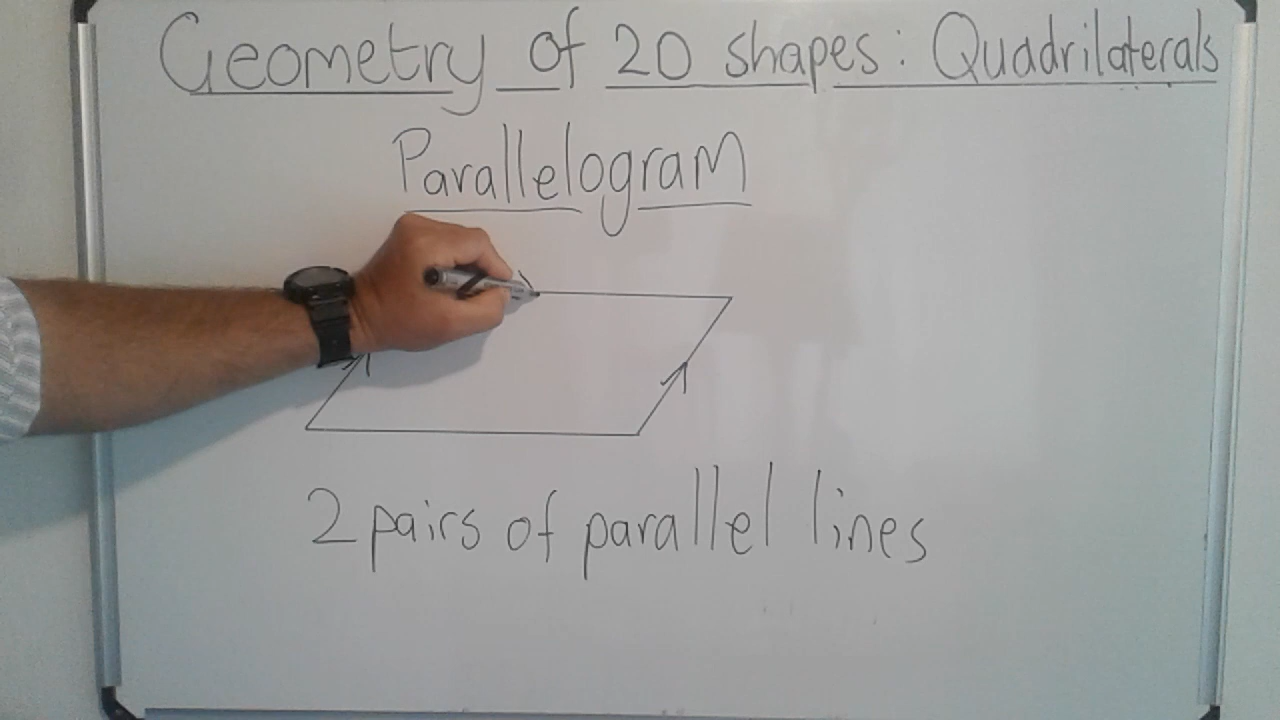 Geometry of 2D shapes: Quadrilaterals
Parallelogram
2 pairs of parallel lines